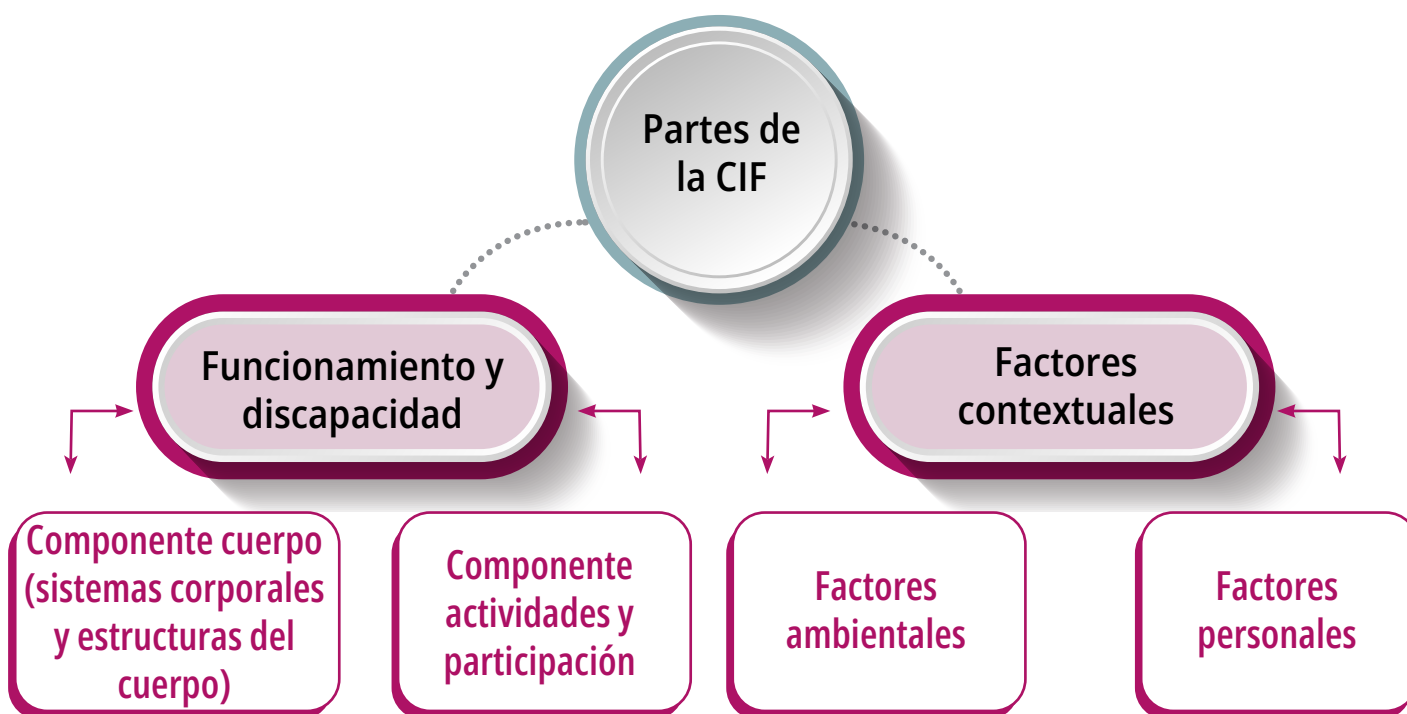 Partes de
la CIF
Funcionamiento y
discapacidad
Factores
contextuales
Componente cuerpo
(sistemas corporales
y estructuras del
cuerpo)
Componente
actividades y
participación
Factores
ambientales
Factores
personales